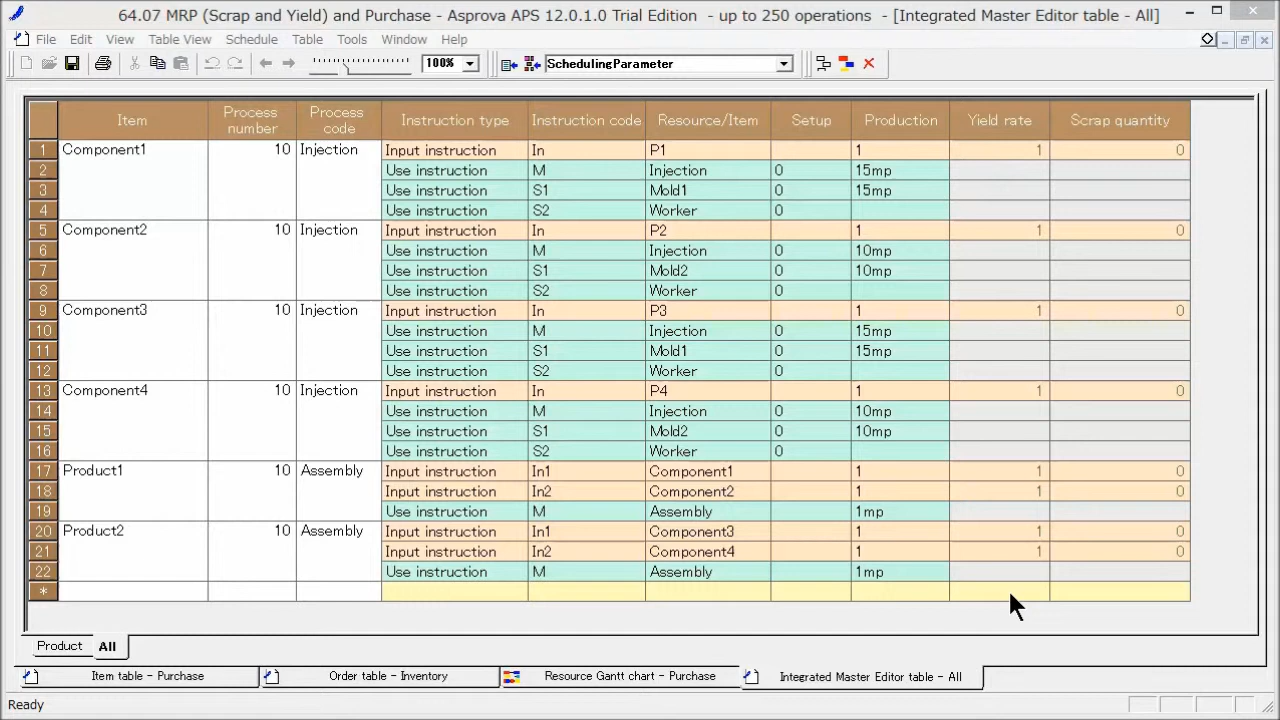 64.07 MRP (Scrap and Yield) and Purchase - Asprova APS 12.0.1.0 Trial Edition - up to 250 operations - [Integrated Master Editor table - All]
File Edit View Table View Schedule Table Tools Window Help
100% SchedulingParameter
Item Process number Process code Instruction type Instruction code Resource/Item Setup Production Yield rate Scrap quantity
1 Component1 10 Injection Input instruction In P1 1 1 0
2 Use instruction M Injection 0 15mp
3 Use instruction S1 Mold1 0 15mp
4 Use instruction S2 Worker 0
5 Component2 10 Injection Input instruction In P2 1 1 0
6 Use instruction M Injection 0 10mp
7 Use instruction S1 Mold2 0 10mp
8 Use instruction S2 Worker 0
9 Component3 10 Injection Input instruction In P3 1 1 0
10 Use instruction M Injection 0 15mp
11 Use instruction S1 Mold1 0 15mp
12 Use instruction S2 Worker 0
13 Component4 10 Injection Input instruction In P4 1 1 0
14 Use instruction M Injection 0 10mp
15 Use instruction S1 Mold2 0 10mp
16 Use instruction S2 Worker 0
17 Product1 10 Assembly Input instruction In1 Component1 1 1 0
18 Input instruction In2 Component2 1 1 0
19 Use instruction M Assembly 1mp
20 Product2 10 Assembly Input instruction In1 Component3 1 1 0
21 Input instruction In2 Component4 1 1 0
22 Use instruction M Assembly 1mp
*
Product All
Item table - Purchase Order table - Inventory Resource Gantt chart - Purchase Integrated Master Editor table - All
Ready